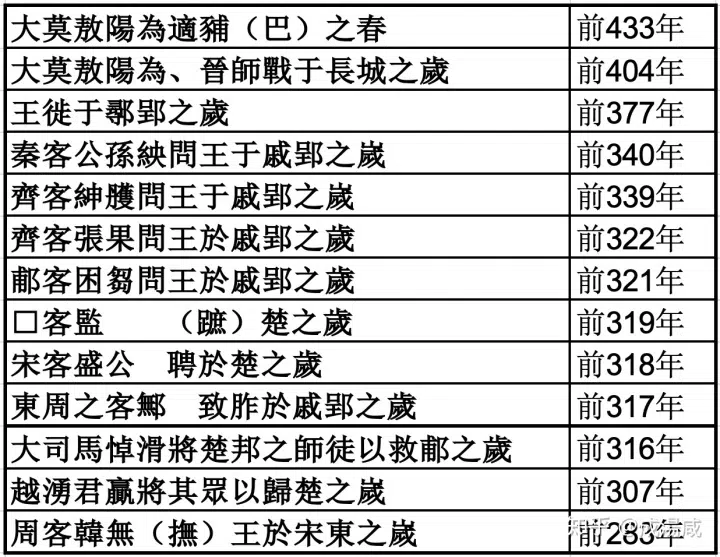 大莫敖陽為適豧（巴）之春 前433年
大莫敖陽為、晉師戰于長城之歲 前404年
王徙于鄩郢之歲 前377年
秦客公孫紻問王于戚郢之歲 前340年
齊客紳膄問王于戚郢之歲 前339年
齊客張果問王於戚郢之歲 前322年
郙客困芻問王於戚郢之歲 前321年
□客監 （蹠）楚之歲 前319年
宋客盛公 聘於楚之歲 前318年
東周之客鄦 致胙於戚郢之歲 前317年
大司馬悼滑將楚邦之師徒以救郙之歲 前316年
越湧君贏將其眾以歸楚之歲 前307年
周客韓無（撫）王於宋東之歲 前283年
知乎